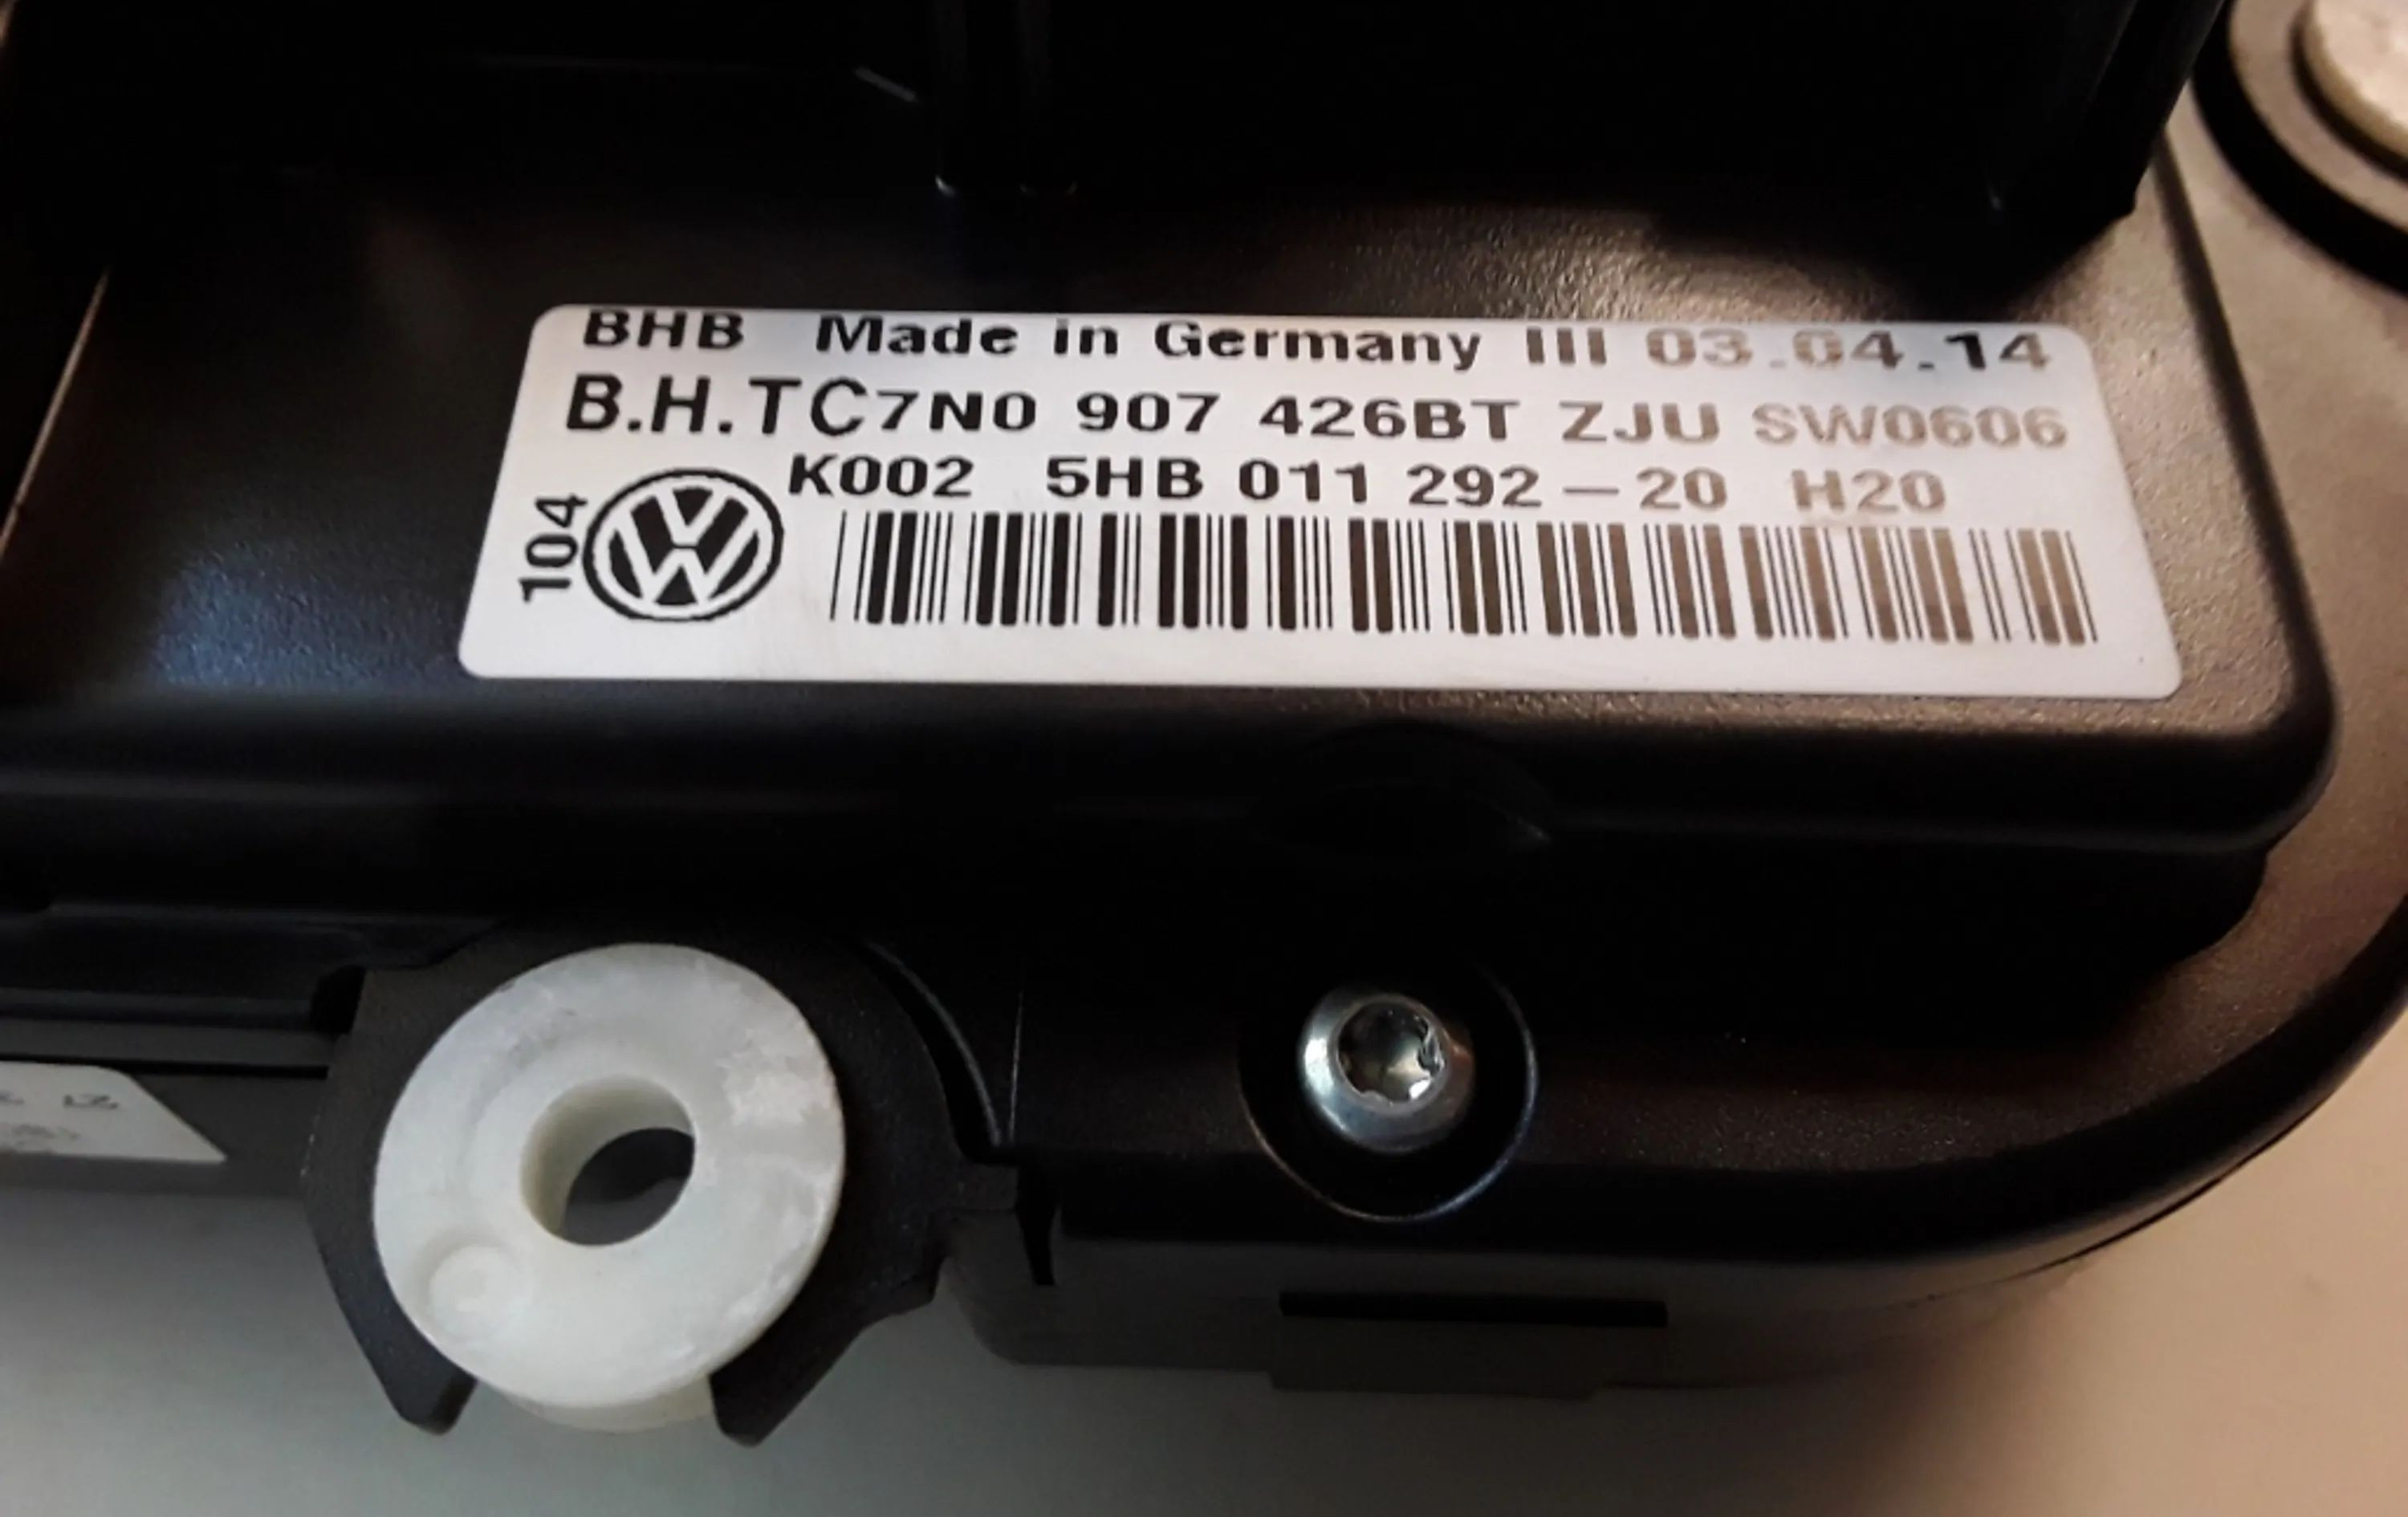 BHB Made in Germany III 03.04.14
B.H.TC7N0 907 426BT ZJU SW0606
K002 5HB 011 292-20 H20
104